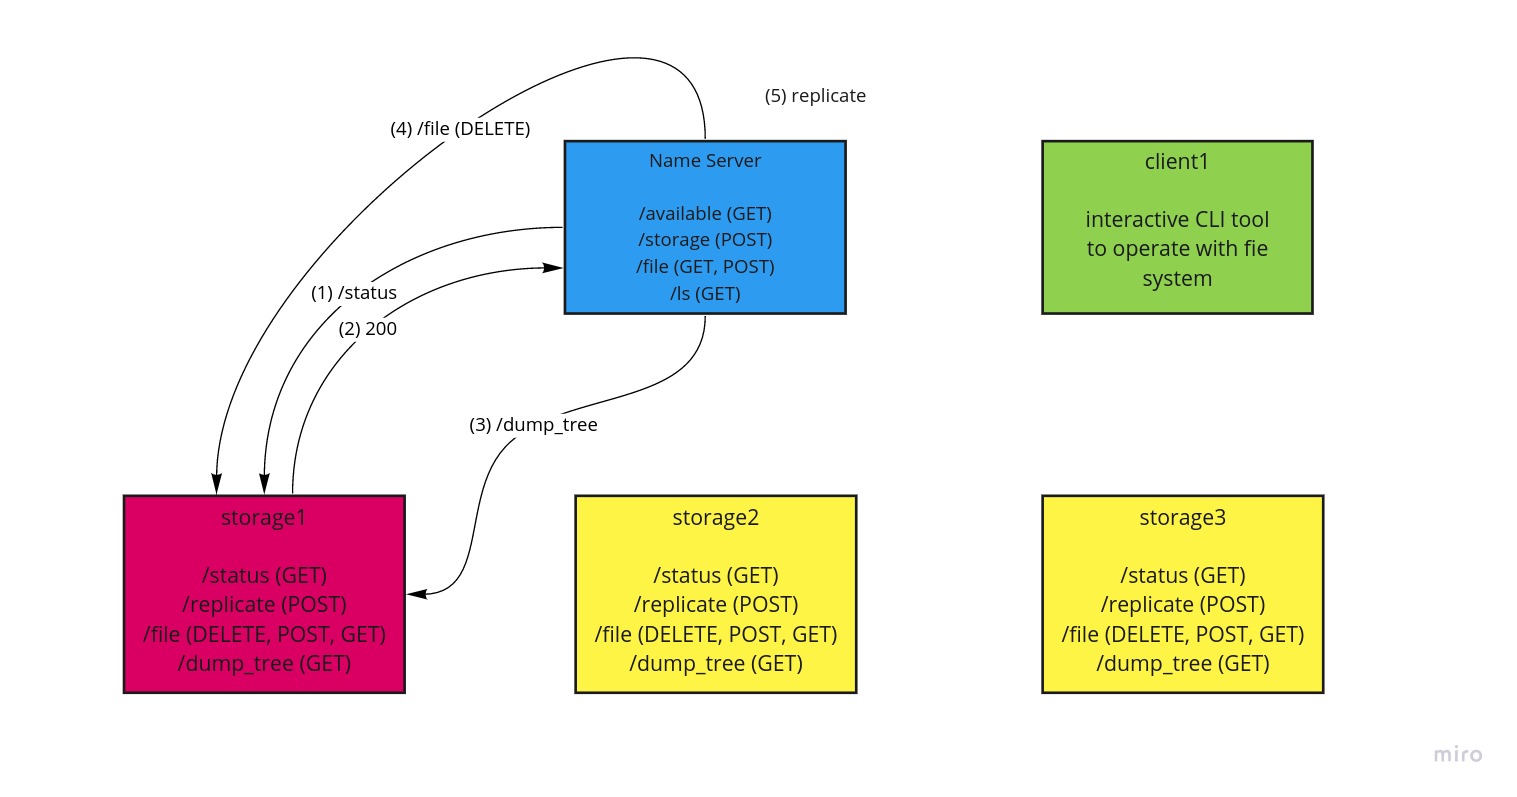 (5) replicate
(4) /file (DELETE)
Name Server
/available (GET)
/storage (POST)
/file (GET, POST)
/ls (GET)
client1
interactive CLI tool
to operate with fie
system
(1) /status
(2) 200
(3) /dump_tree
storage1
/status (GET)
/replicate (POST)
/file (DELETE, POST, GET)
/dump_tree (GET)
storage2
/status (GET)
/replicate (POST)
/file (DELETE, POST, GET)
/dump_tree (GET)
storage3
/status (GET)
/replicate (POST)
/file (DELETE, POST, GET)
/dump_tree (GET)
miro